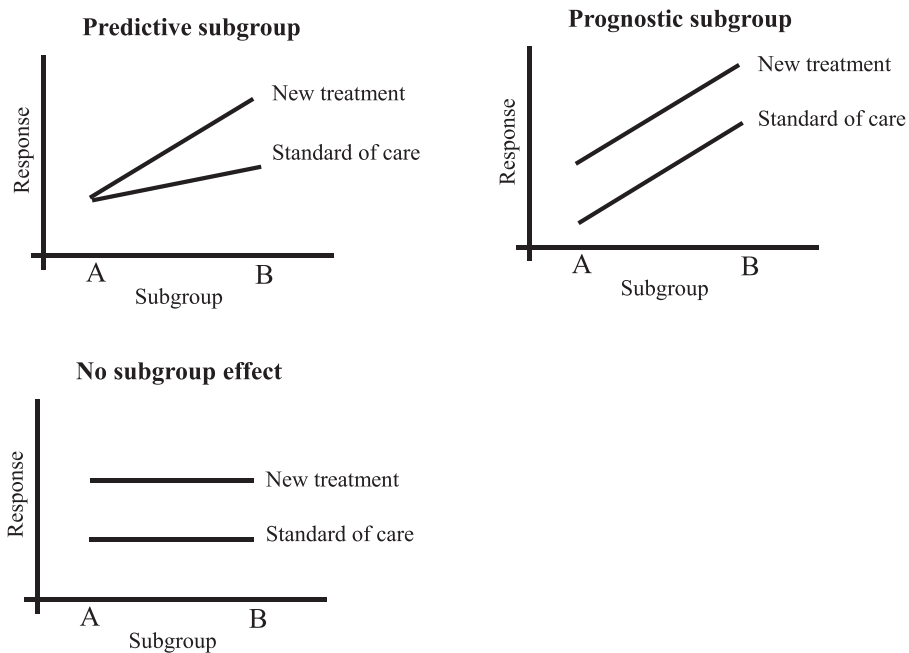 Predictive subgroup
New treatment
Standard of care
Response
A
B
Subgroup
Prognostic subgroup
New treatment
Standard of care
Response
A
B
Subgroup
No subgroup effect
New treatment
Standard of care
Response
A
B
Subgroup